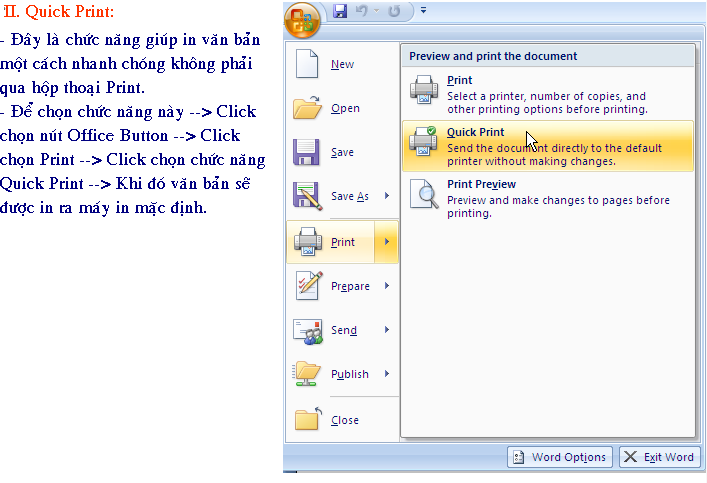 II. Quick Print:
- Đây là chức năng giúp in văn bản
một cách nhanh chóng không phải
qua hộp thoại Print.
- Để chọn chức năng này --> Click
chọn nút Office Button --> Click
chọn Print --> Click chọn chức năng
Quick Print --> Khi đó văn bản sẽ
được in ra máy in mặc định.
New
Open
Save
Save As
Print
Prepare
Send
Publish
Close
Preview and print the document
Print
Select a printer, number of copies, and
other printing options before printing.
Quick Print
Send the document directly to the default
printer without making changes.
Print Preview
Preview and make changes to pages before
printing.
Word Options
Exit Word